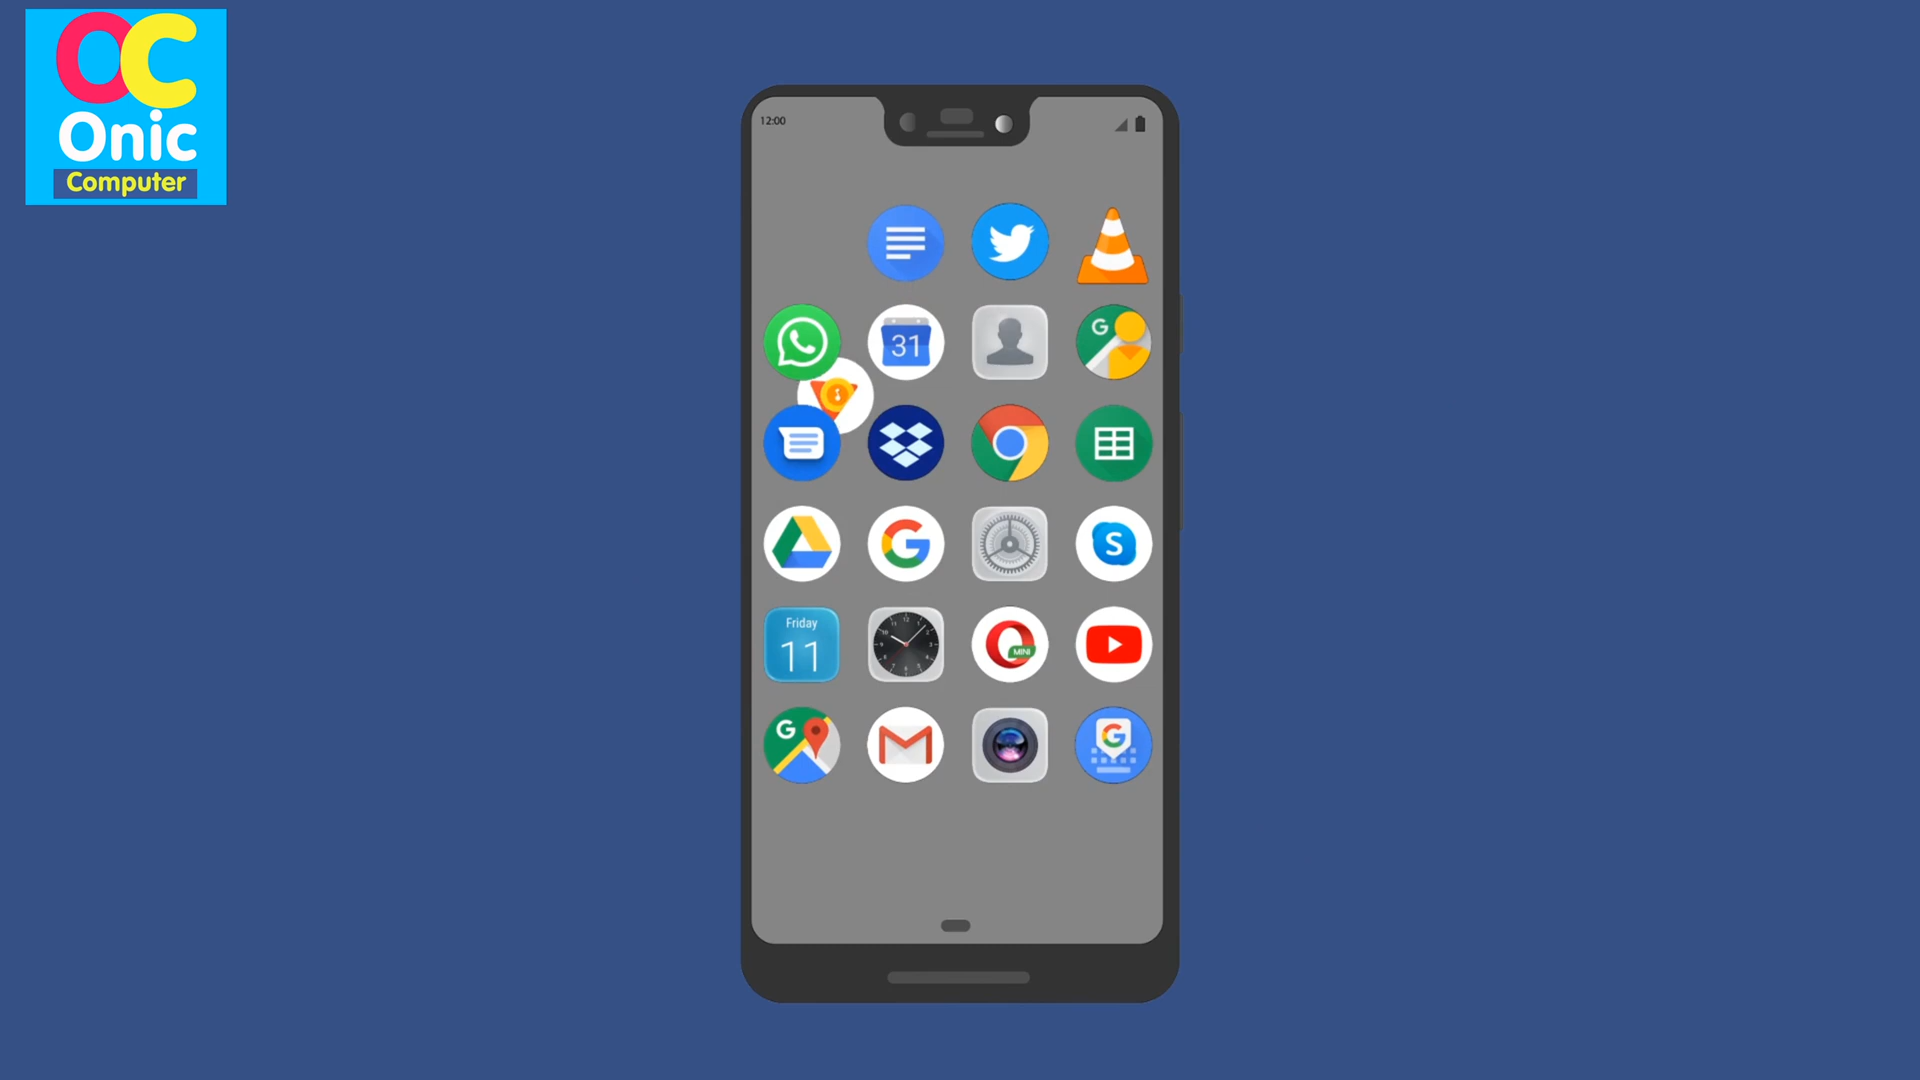 OC
Onic
Computer
12:00
G
31
G
G
S
Friday
11
MINI
G
M
G